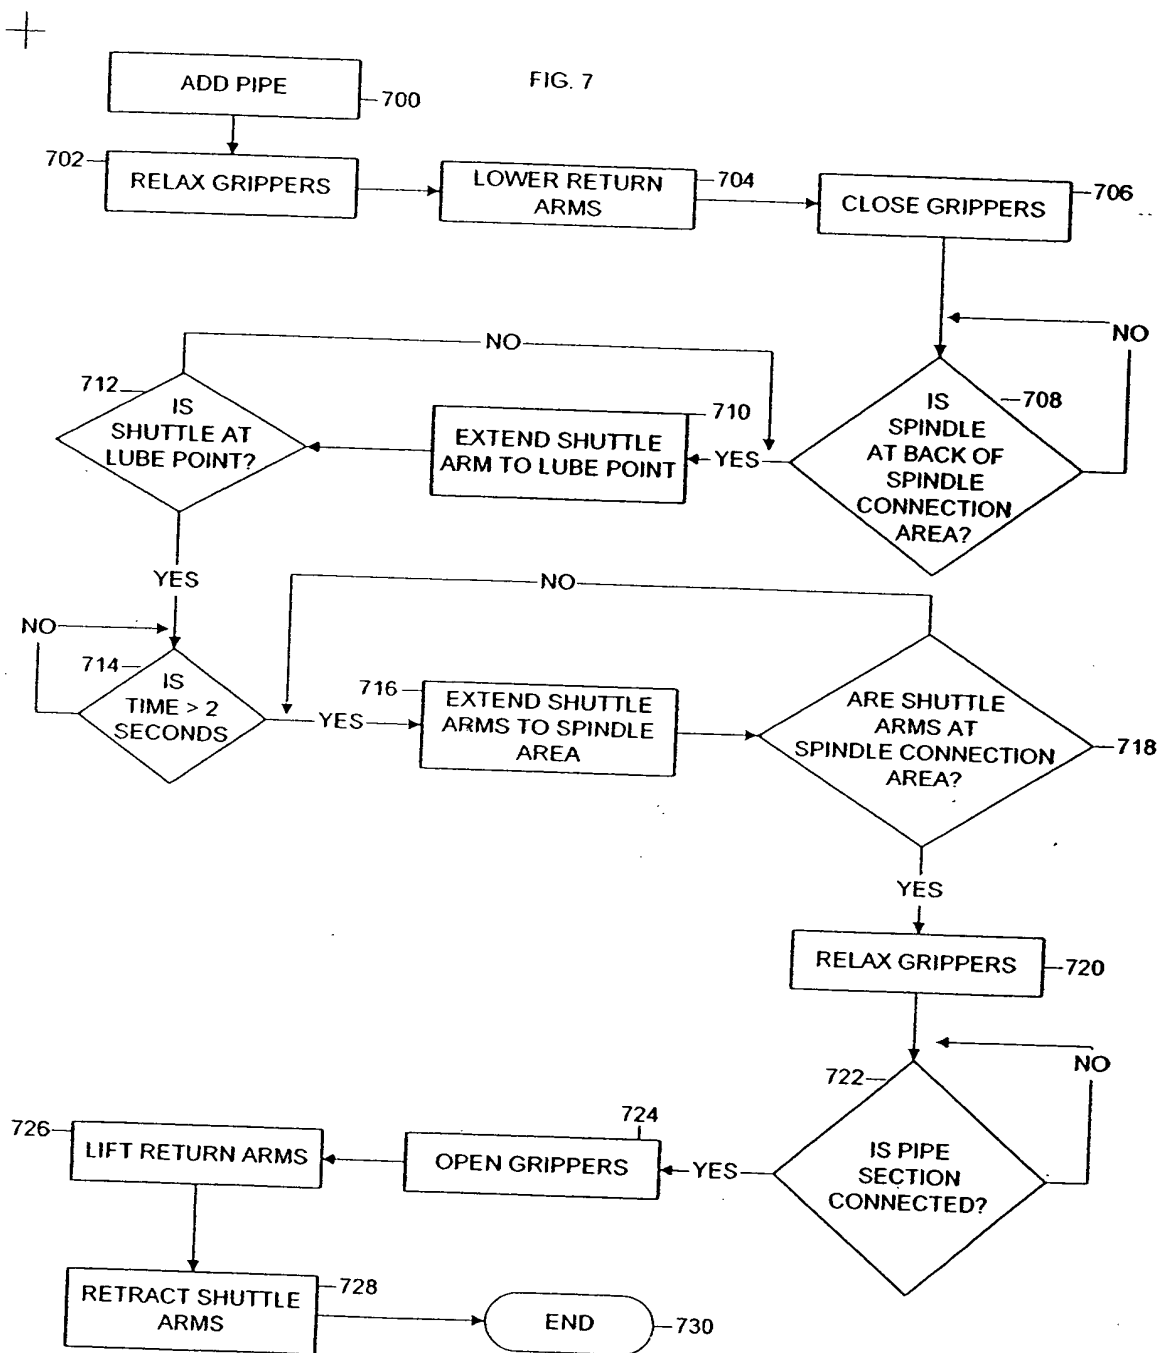 FIG. 7
ADD PIPE
700
702
RELAX GRIPPERS
LOWER RETURN
ARMS
704
CLOSE GRIPPERS
706
NO
IS
SPINDLE
AT BACK OF
SPINDLE
CONNECTION
AREA?
708
YES
710
EXTEND SHUTTLE
ARM TO LUBE POINT
NO
712
IS
SHUTTLE AT
LUBE POINT?
YES
NO
714
IS
TIME > 2
SECONDS
YES
716
EXTEND SHUTTLE
ARMS TO SPINDLE
AREA
NO
ARE SHUTTLE
ARMS AT
SPINDLE CONNECTION
AREA?
718
YES
RELAX GRIPPERS
720
NO
722
IS PIPE
SECTION
CONNECTED?
YES
724
OPEN GRIPPERS
726
LIFT RETURN ARMS
RETRACT SHUTTLE
ARMS
728
END
730